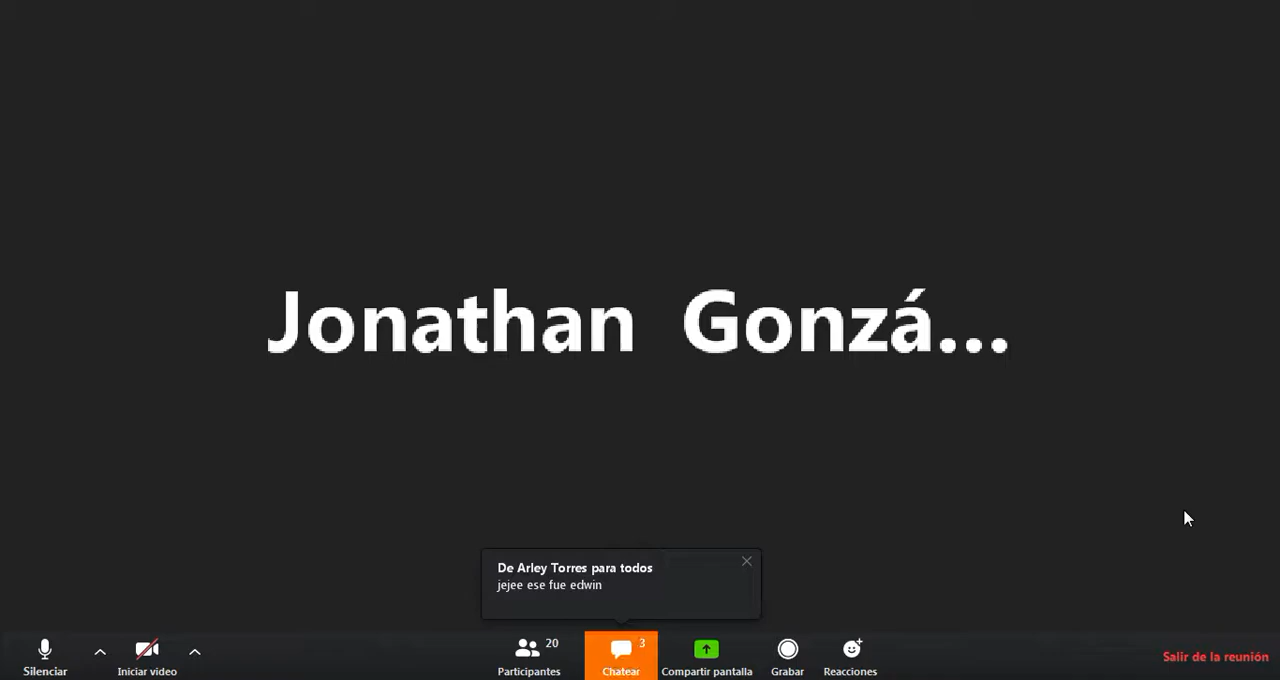 Jonathan  Gonzá...
De Arley Torres para todos
jejee ese fue edwin
Silenciar
Iniciar video
20
Participantes
3
Chatear
Compartir pantalla
Grabar
Reacciones
Salir de la reunión